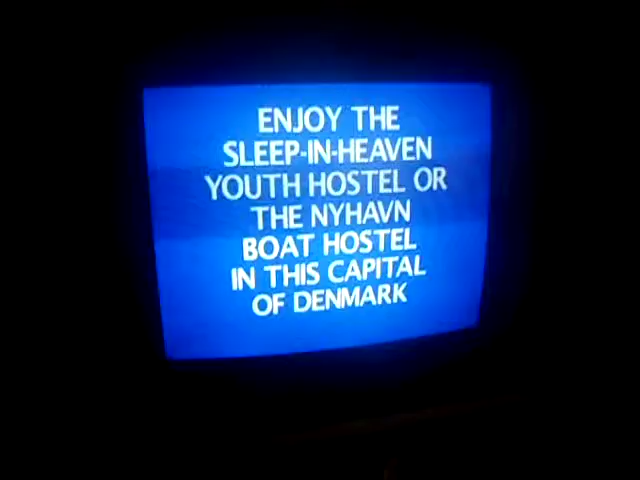 ENJOY THE
SLEEP-IN-HEAVEN
YOUTH HOSTEL OR
THE NYHAVN
BOAT HOSTEL
IN THIS CAPITAL
OF DENMARK